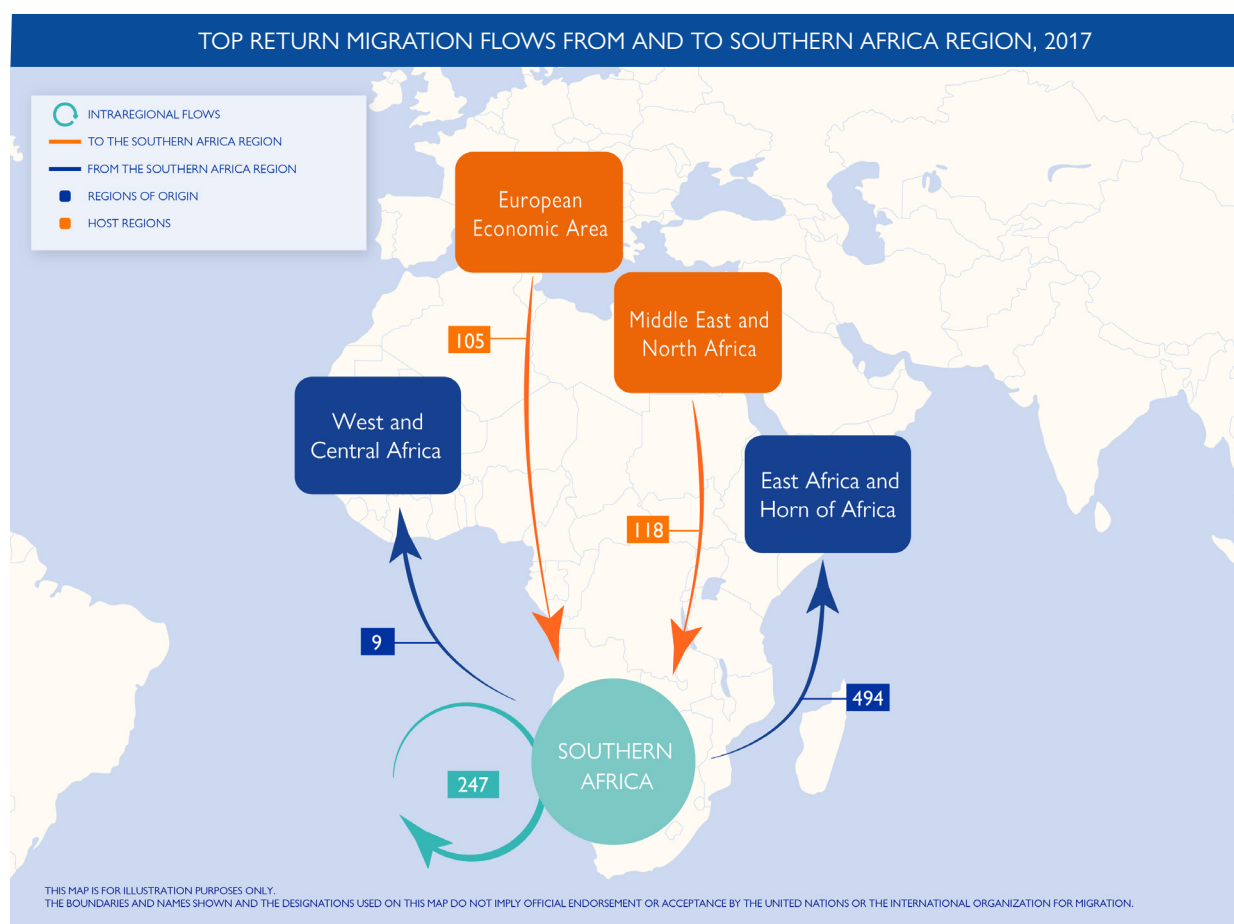 TOP RETURN MIGRATION FLOWS FROM AND TO SOUTHERN AFRICA REGION, 2017
INTRAREGIONAL FLOWS
TO THE SOUTHERN AFRICA REGION
FROM THE SOUTHERN AFRICA REGION
REGIONS OF ORIGIN
HOST REGIONS
European
Economic Area
Middle East and
North Africa
105
West and
Central Africa
East Africa and
Horn of Africa
118
9
494
SOUTHERN
AFRICA
247
THIS MAP IS FOR ILLUSTRATION PURPOSES ONLY.
THE BOUNDARIES AND NAMES SHOWN AND THE DESIGNATIONS USED ON THIS MAP DO NOT IMPLY OFFICIAL ENDORSEMENT OR ACCEPTANCE BY THE UNITED NATIONS OR THE INTERNATIONAL ORGANIZATION FOR MIGRATION.